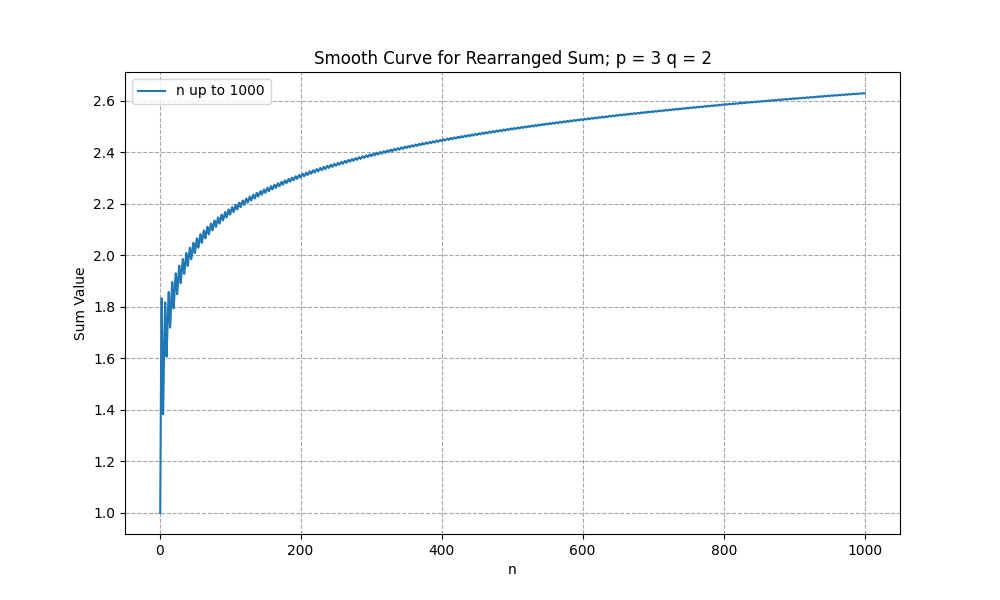 Smooth Curve for Rearranged Sum; p = 3 q = 2
n up to 1000
Sum Value
2.6
2.4
2.2
2.0
1.8
1.6
1.4
1.2
1.0
0 200 400 600 800 1000
n